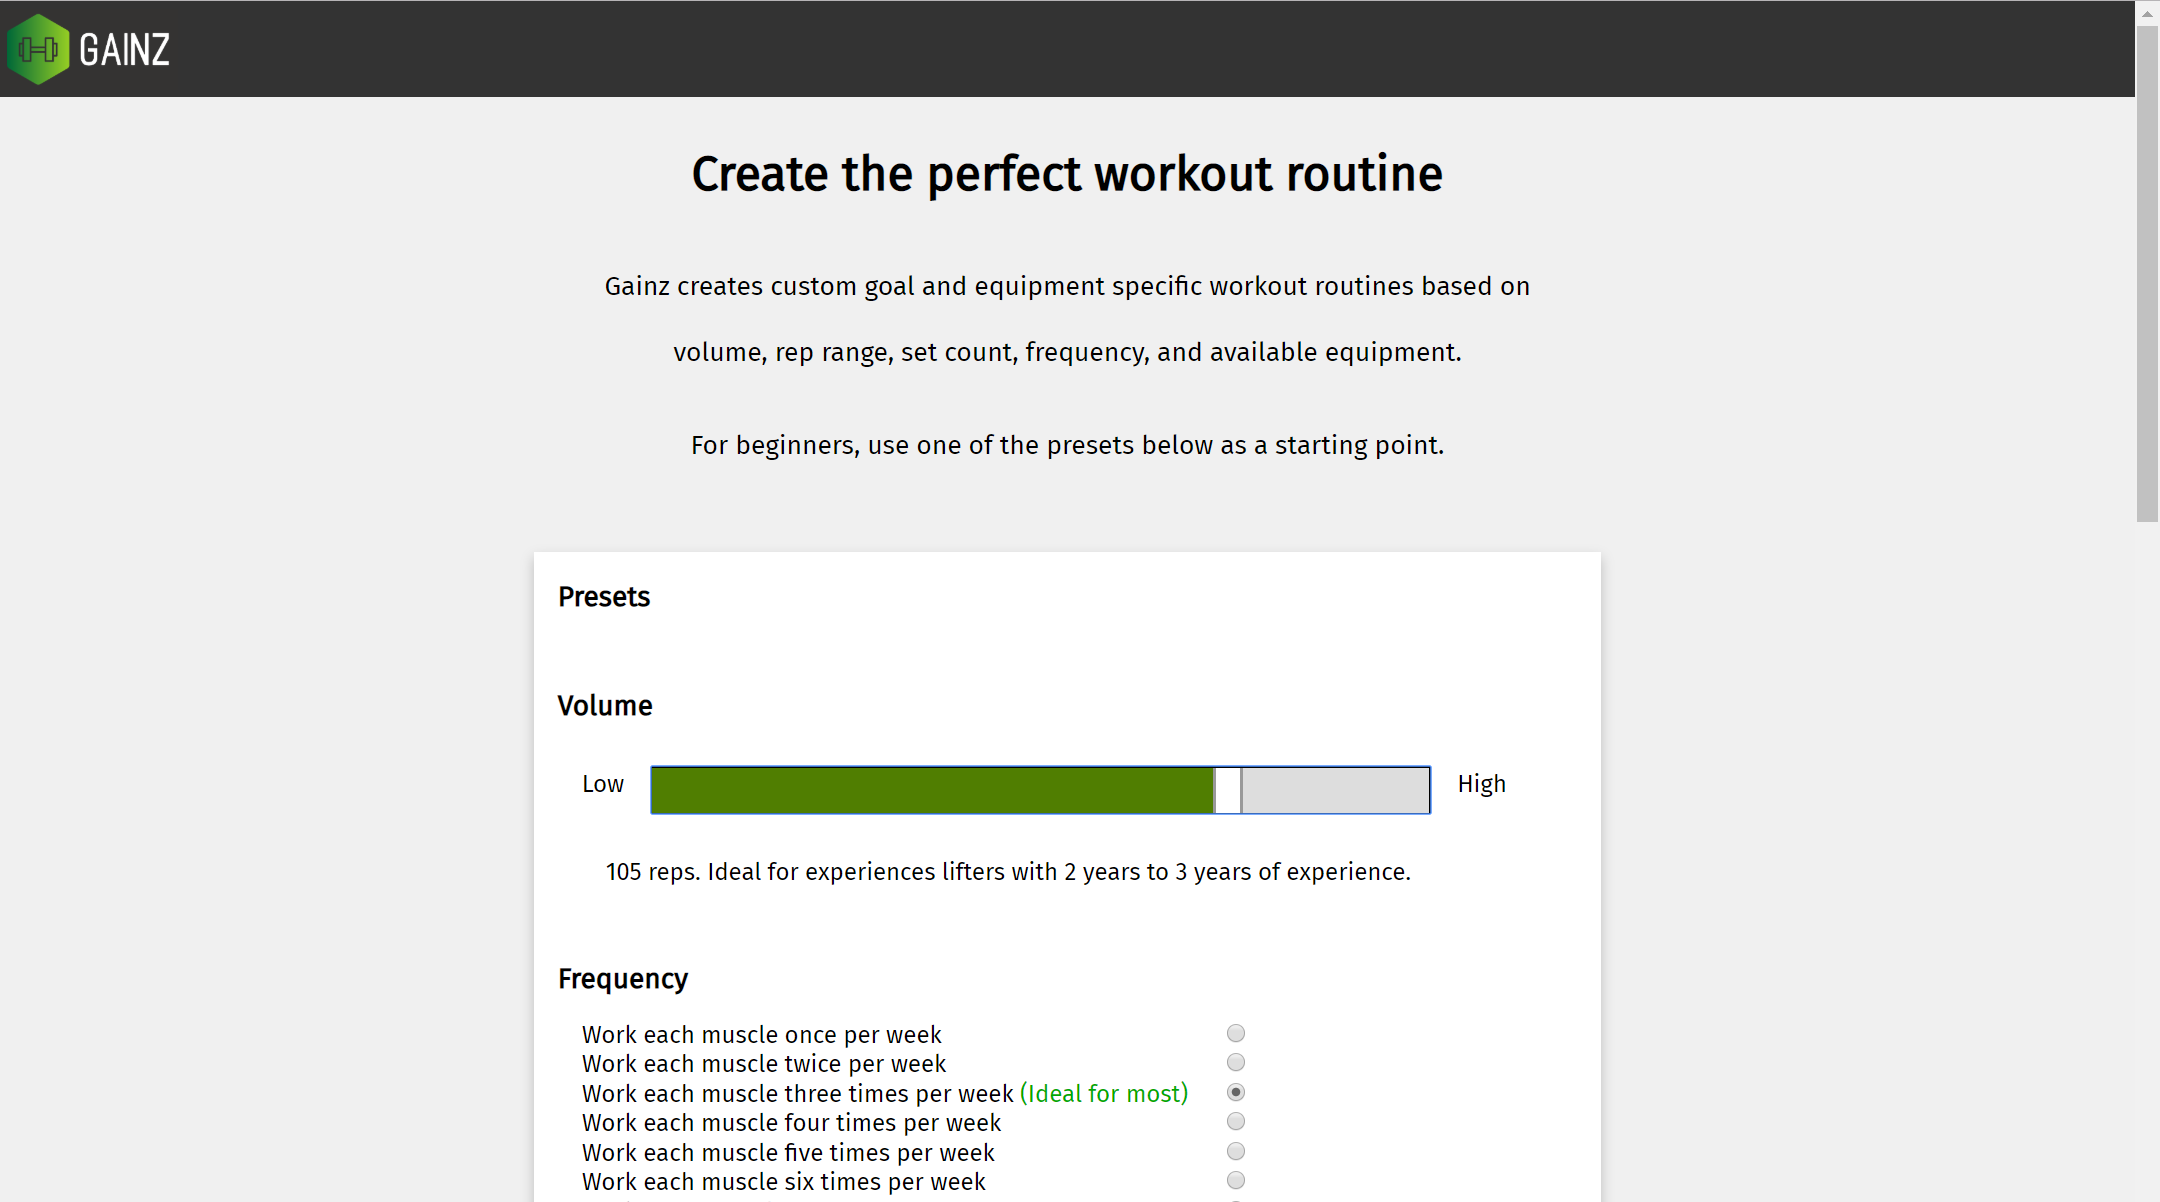 GAINZ
Create the perfect workout routine
Gainz creates custom goal and equipment specific workout routines based on
volume, rep range, set count, frequency, and available equipment.
For beginners, use one of the presets below as a starting point.
Presets
Volume
Low
High
105 reps. Ideal for experiences lifters with 2 years to 3 years of experience.
Frequency
Work each muscle once per week
Work each muscle twice per week
Work each muscle three times per week (Ideal for most)
Work each muscle four times per week
Work each muscle five times per week
Work each muscle six times per week